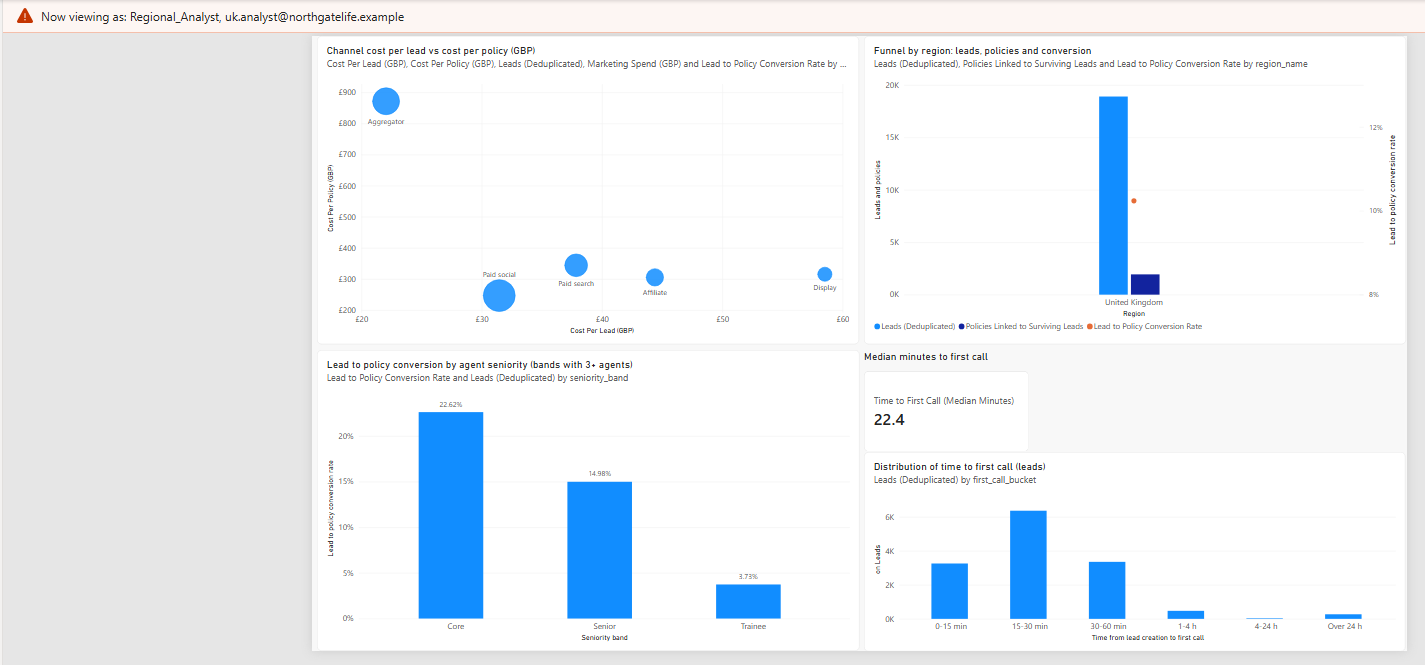 Now viewing as: Regional_Analyst, uk.analyst@northgatelife.example
Channel cost per lead vs cost per policy (GBP)
Cost Per Lead (GBP), Cost Per Policy (GBP), Leads (Deduplicated), Marketing Spend (GBP) and Lead to Policy Conversion Rate by ...
£900
£800
£700
£600
£500
£400
£300
£200
Cost Per Policy (GBP)
Aggregator
Paid social
Paid search
Affiliate
Display
£20
£30
£40
£50
£60
Cost Per Lead (GBP)
Funnel by region: leads, policies and conversion
Leads (Deduplicated), Policies Linked to Surviving Leads and Lead to Policy Conversion Rate by region_name
20K
15K
10K
5K
0K
Leads and policies
12%
10%
8%
Lead to policy conversion rate
United Kingdom
Region
Leads (Deduplicated) Policies Linked to Surviving Leads Lead to Policy Conversion Rate
Lead to policy conversion by agent seniority (bands with 3+ agents)
Lead to Policy Conversion Rate and Leads (Deduplicated) by seniority_band
20%
15%
10%
5%
0%
Lead to policy conversion rate
22.62%
14.98%
3.73%
Core
Senior
Trainee
Seniority band
Median minutes to first call
Time to First Call (Median Minutes)
22.4
Distribution of time to first call (leads)
Leads (Deduplicated) by first_call_bucket
6K
4K
2K
0K
on Leads
0-15 min
15-30 min
30-60 min
1-4 h
4-24 h
Over 24 h
Time from lead creation to first call